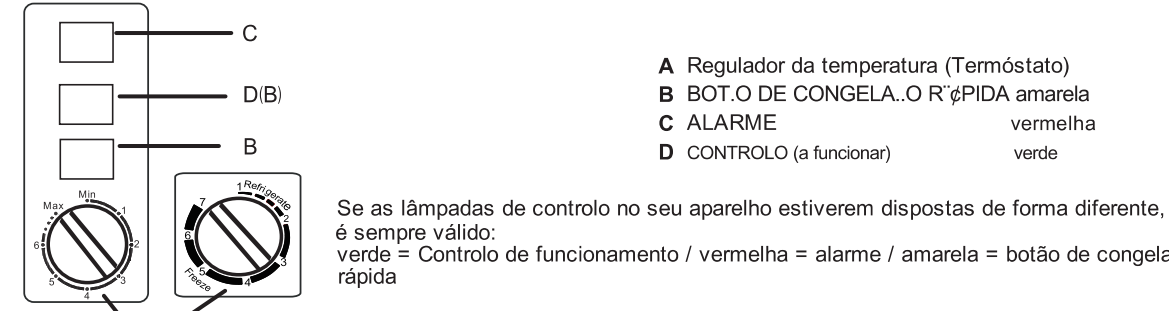 C
D(B)
B
Min
Max
1
2
3
4
5
6
1
Refrigerate
2
3
4
5
6
7
Freeze
A Regulador da temperatura (Termóstato)
B BOT.O DE CONGELA..O R¨¢PIDA amarela
C ALARME vermelha
D CONTROLO (a funcionar) verde
Se as lâmpadas de controlo no seu aparelho estiverem dispostas de forma diferente,
é sempre válido:
verde = Controlo de funcionamento / vermelha = alarme / amarela = botão de congela
rápida